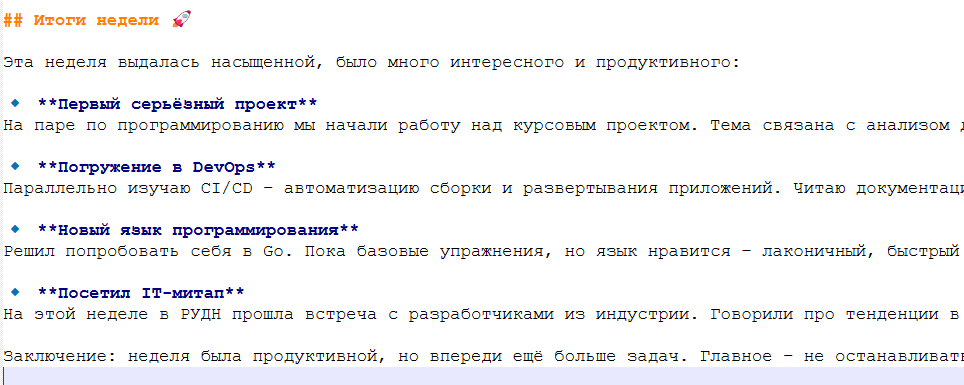 ## Итоги недели 🚀
Эта неделя выдалась насыщенной, было много интересного и продуктивного:
🔹 **Первый серьёзный проект**
На паре по программированию мы начали работу над курсовым проектом. Тема связана с анализом
🔹 **Погружение в DevOps**
Параллельно изучаю CI/CD – автоматизацию сборки и развертывания приложений. Читаю документаци
🔹 **Новый язык программирования**
Решил попробовать себя в Go. Пока базовые упражнения, но язык нравится – лаконичный, быстрый
🔹 **Посетил IT-митап**
На этой неделе в РУДН прошла встреча с разработчиками из индустрии. Говорили про тенденции в
Заключение: неделя была продуктивной, но впереди ещё больше задач. Главное – не останавливат